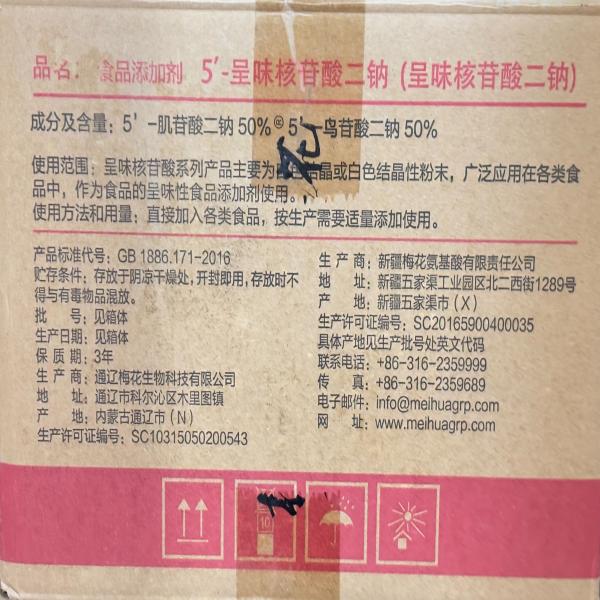 品名: 食品添加剂 5'-呈味核苷酸二钠 (呈味核苷酸二钠)
成分及含量: 5' -肌苷酸二钠 50% 5' 鸟苷酸二钠 50%
使用范围: 呈味核苷酸系列产品主要为白色结晶或白色结晶性粉末，广泛应用在各类食
品中，作为食品的呈味性食品添加剂使用。
使用方法和用量: 直接加入各类食品，按生产需要适量添加使用。
产品标准代号: GB 1886.171-2016
贮存条件: 存放于阴凉干燥处，开封即用，存放时不
得与有毒物品混放。
批 号: 见箱体
生产日期: 见箱体
保 质 期: 3年
生 产 商: 通辽梅花生物科技有限公司
地 址: 通辽市科尔沁区木里图镇
产 地: 内蒙古通辽市 (N)
生产许可证编号: SC10315050200543
生 产 商: 新疆梅花氨基酸有限责任公司
地 址: 新疆五家渠工业园区北二西街1289号
产 地: 新疆五家渠市 (X)
生产许可证编号: SC20165900400035
具体产地见生产批号处英文代码
联系电话: +86-316-2359999
传 真: +86-316-2359689
电子邮件: info@meihuagrp.com
网 址: www.meihuagrp.com
10